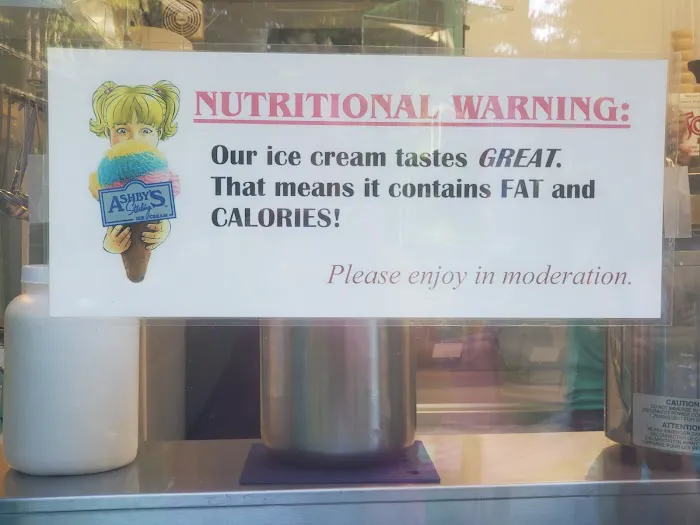 NUTRITIONAL WARNING:
Our ice cream tastes GREAT.
That means it contains FAT and
CALORIES!
Please enjoy in moderation.
ASHBY'S
Sterling
ICE CREAM
CAUTION
ATTENTION